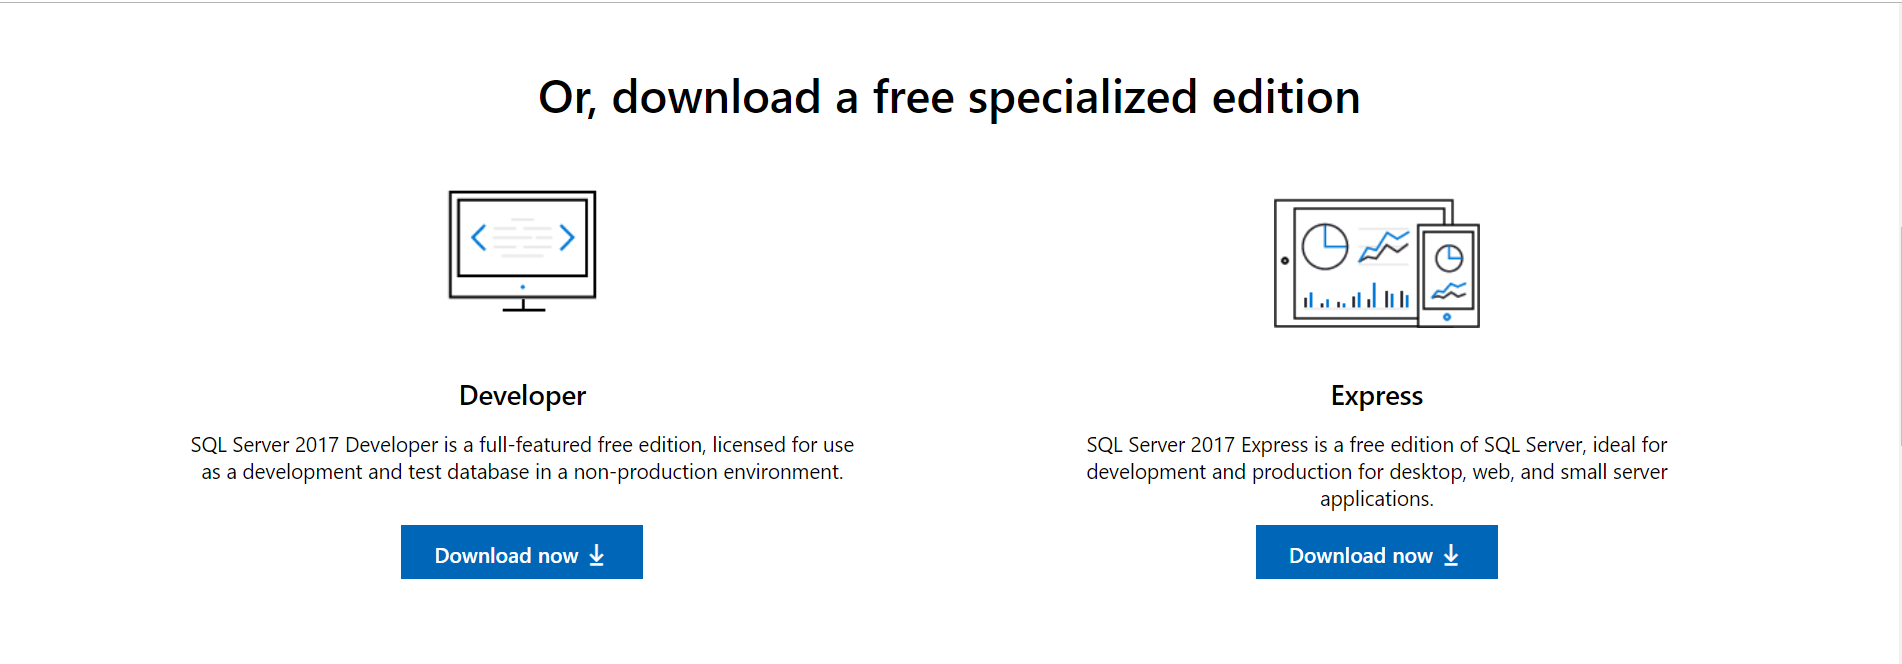 Or, download a free specialized edition
Developer
SQL Server 2017 Developer is a full-featured free edition, licensed for use
as a development and test database in a non-production environment.
Download now
Express
SQL Server 2017 Express is a free edition of SQL Server, ideal for
development and production for desktop, web, and small server
applications.
Download now